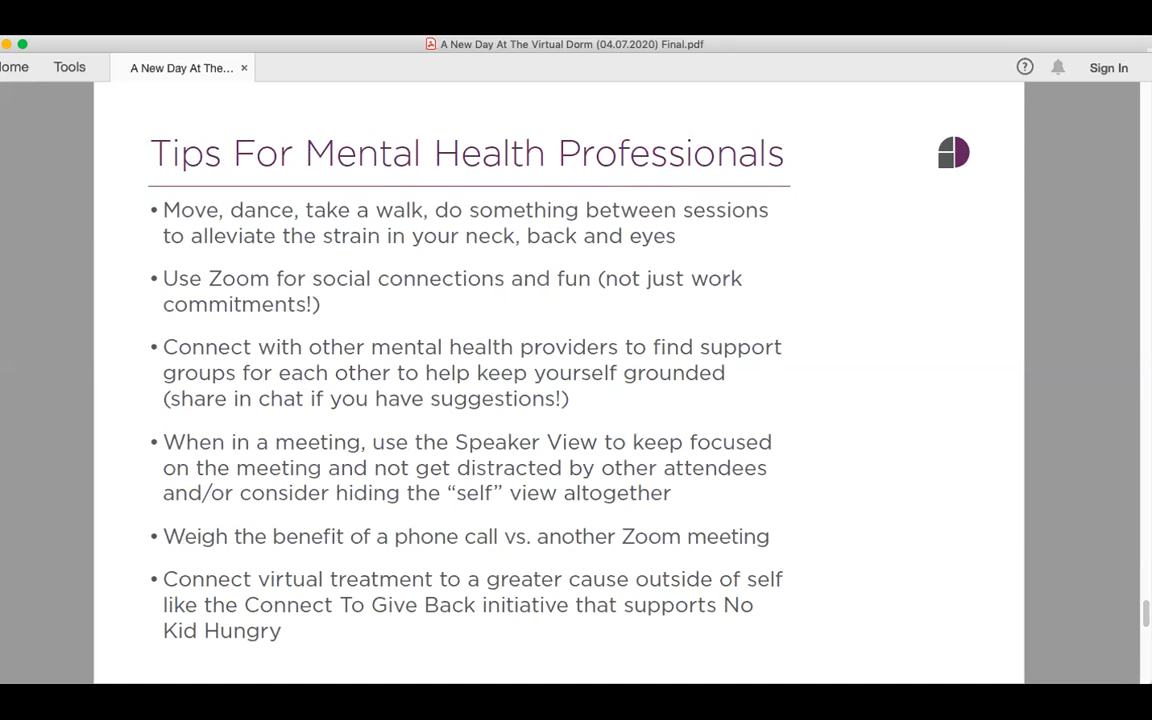 A New Day At The Virtual Dorm (04.07.2020) Final.pdf
Tools
A New Day At The... ×
? Sign In
Tips For Mental Health Professionals
• Move, dance, take a walk, do something between sessions
to alleviate the strain in your neck, back and eyes
• Use Zoom for social connections and fun (not just work
commitments!)
• Connect with other mental health providers to find support
groups for each other to help keep yourself grounded
(share in chat if you have suggestions!)
• When in a meeting, use the Speaker View to keep focused
on the meeting and not get distracted by other attendees
and/or consider hiding the “self” view altogether
• Weigh the benefit of a phone call vs. another Zoom meeting
• Connect virtual treatment to a greater cause outside of self
like the Connect To Give Back initiative that supports No
Kid Hungry